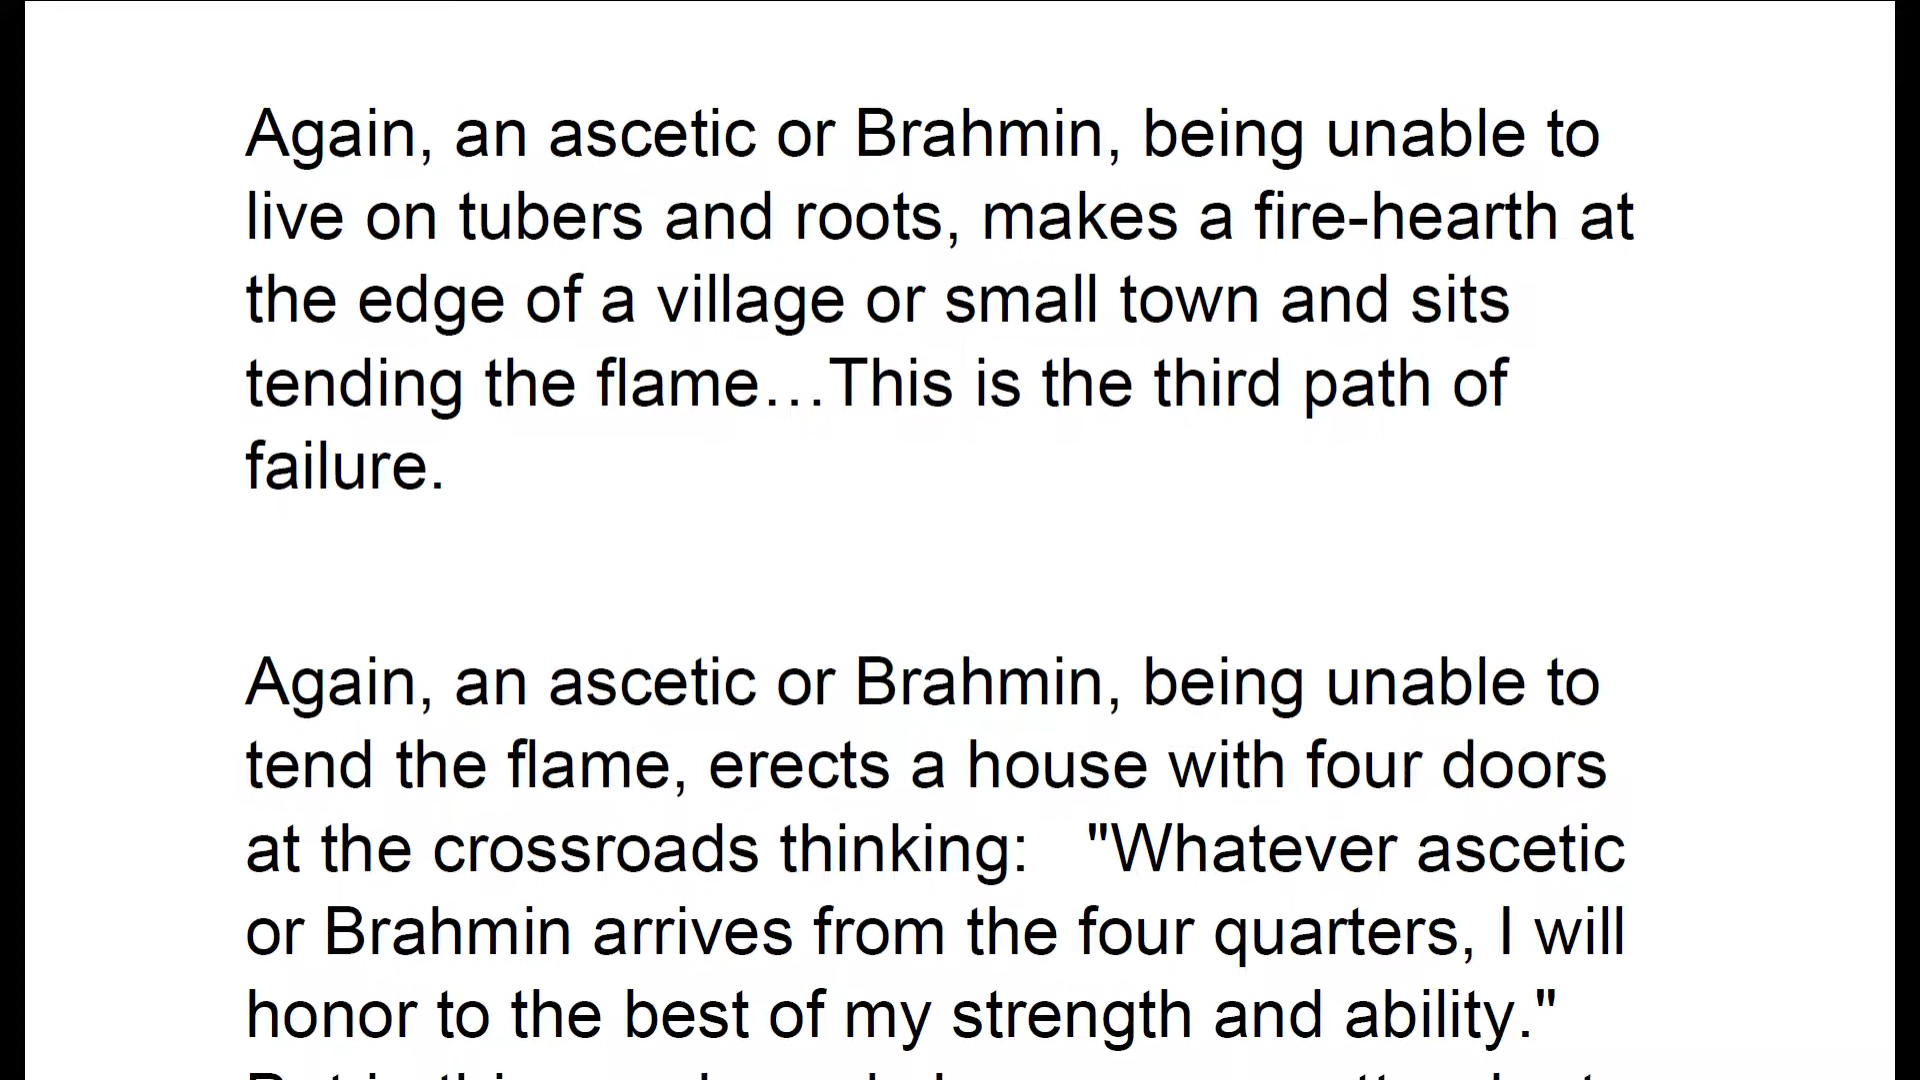 Again, an ascetic or Brahmin, being unable to
live on tubers and roots, makes a fire-hearth at
the edge of a village or small town and sits
tending the flame…This is the third path of
failure.
Again, an ascetic or Brahmin, being unable to
tend the flame, erects a house with four doors
at the crossroads thinking:   "Whatever ascetic
or Brahmin arrives from the four quarters, I will
honor to the best of my strength and ability."